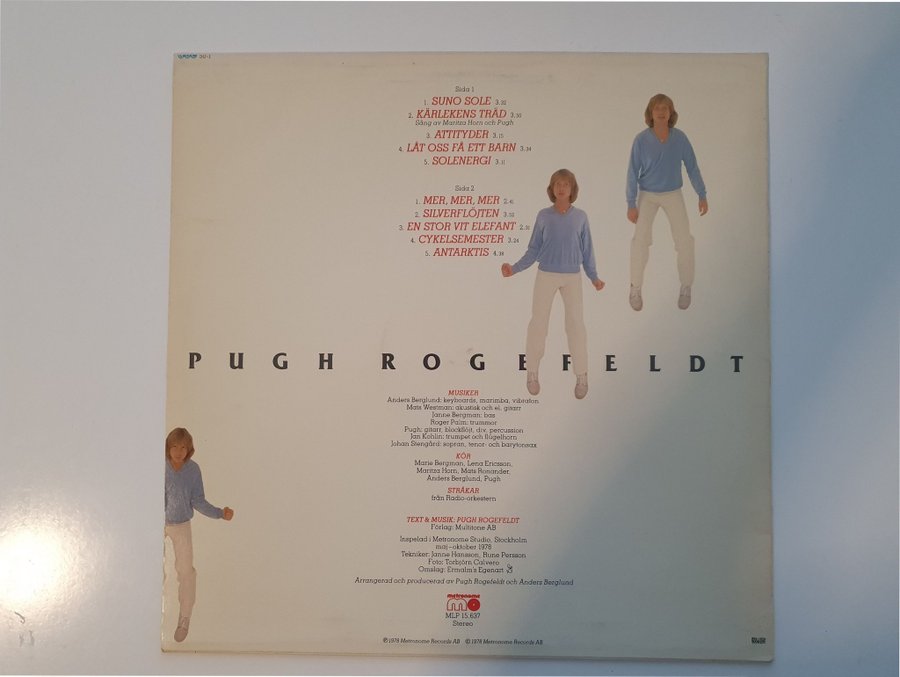 Sida 1
1. SUNO SOLE 3.32
2. KÄRLEKENS TRÄD 3.50
Sång av Maritza Horn och Pugh
3. ATTITYDER 3.15
4. LÅT OSS FÅ ETT BARN 3.34
5. SOLENERGI 3.11
Sida 2
1. MER, MER, MER 2.41
2. SILVERFLÖJTEN 3.52
3. EN STOR VIT ELEFANT 2.51
4. CYKELSEMESTER 3.24
5. ANTARKTIS 4.38
PUGH ROGEFELDT
MUSIKER
Anders Berglund: keyboards, marimba, vibrafon
Mats Westman: akustisk och el. gitarr
Janne Bergman: bas
Roger Palm: trummor
Pugh: gitarr, blockflöjt, div. percussion
Jan Kohlin: trumpet och flügelhorn
Johan Stengård: sopran, tenor- och barytonsax
KÖR
Marie Bergman, Lena Ericsson,
Maritza Horn, Mats Ronander,
Anders Berglund, Pugh
STRÅKAR
från Radio-orkestern
TEXT & MUSIK: PUGH ROGEFELDT
Förlag: Multitone AB
Inspelad i Metronome Studio, Stockholm
maj–oktober 1978
Tekniker: Janne Hansson, Rune Persson
Foto: Torbjörn Calvero
Omslag: Ermalm's Egenart
Arrangerad och producerad av Pugh Rogefeldt och Anders Berglund
metronome
MLP 15.637
Stereo
℗ 1978 Metronome Records AB © 1978 Metronome Records AB